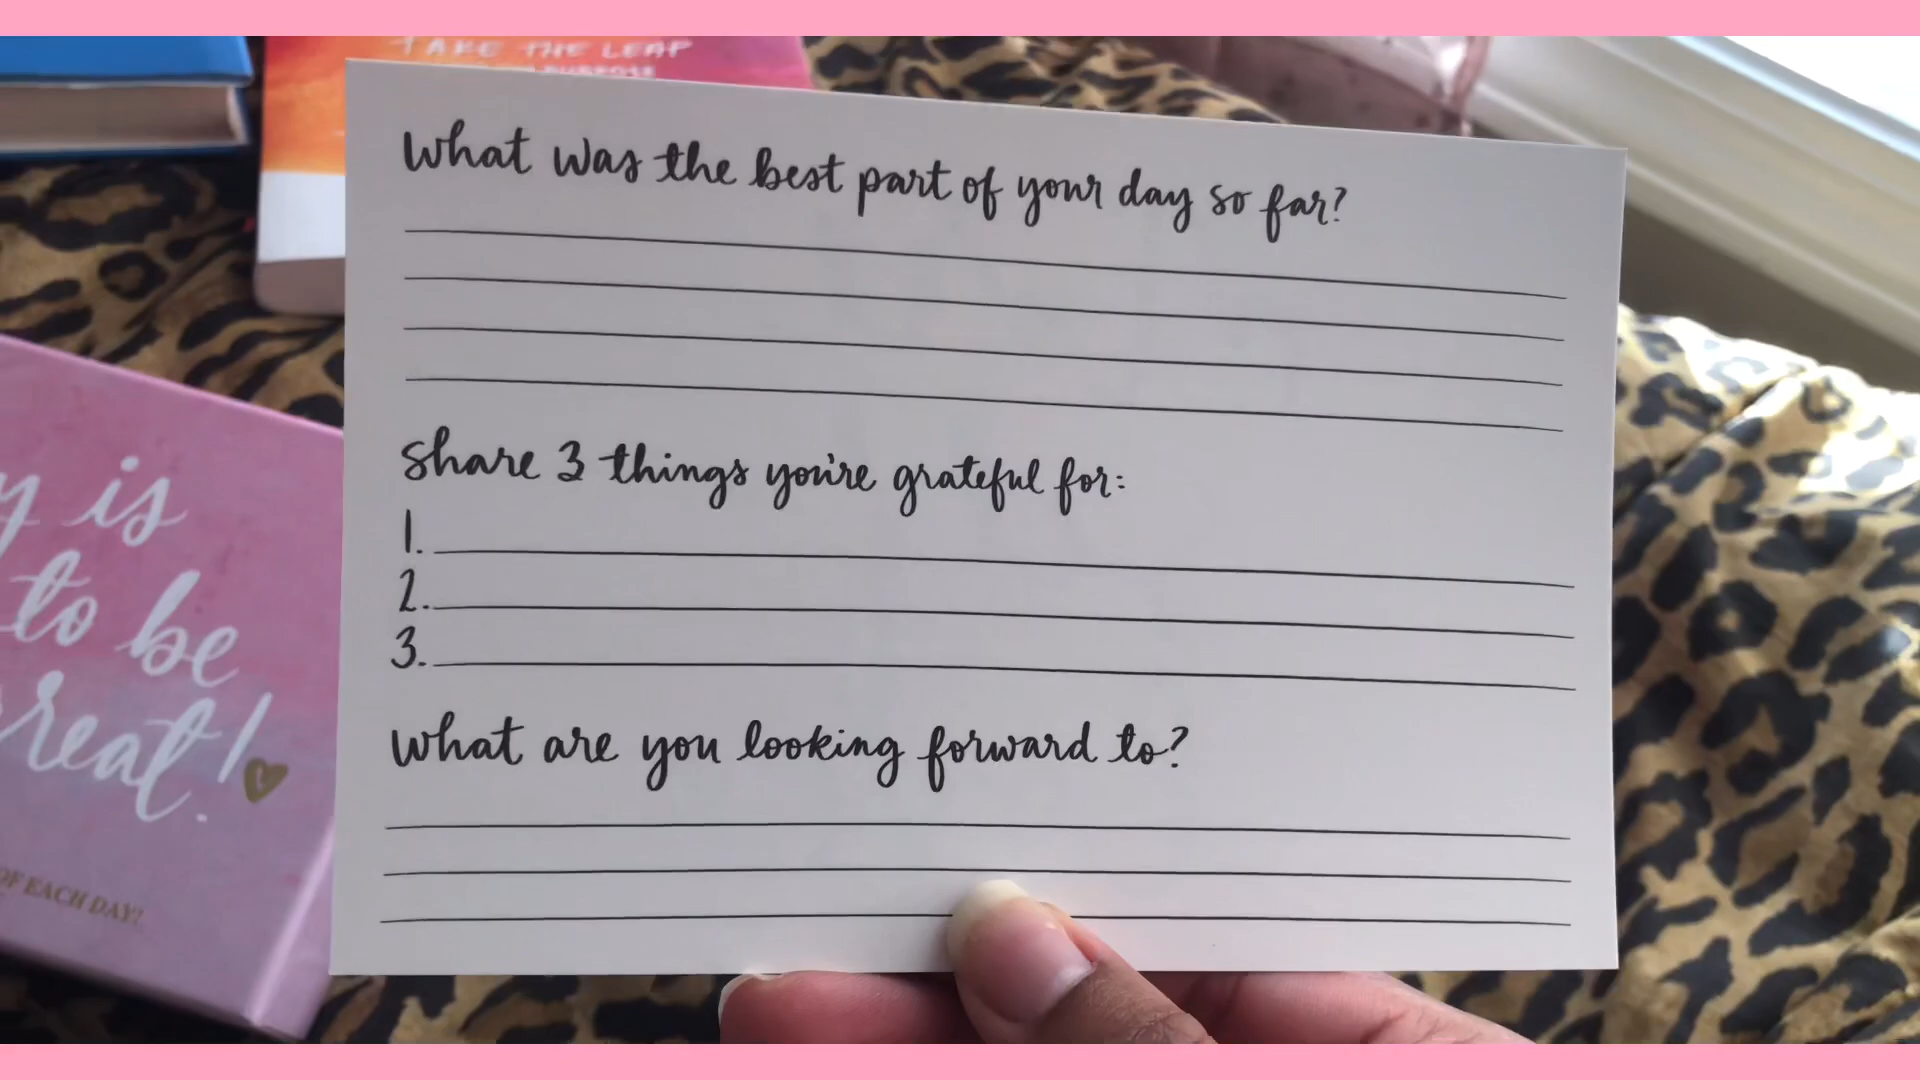 TAKE THE LEAP
What was the best part of your day so far?
Share 3 things you're grateful for:
1.
2.
3.
What are you looking forward to?
is
to be
reat!
OF EACH DAY!